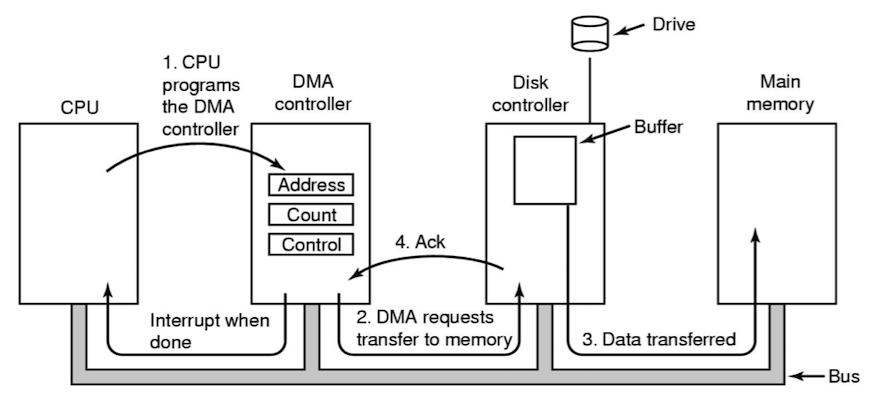 Drive
1. CPU
programs
the DMA
controller
CPU
DMA
controller
Disk
controller
Main
memory
Buffer
Address
Count
Control
4. Ack
Interrupt when
done
2. DMA requests
transfer to memory
3. Data transferred
Bus